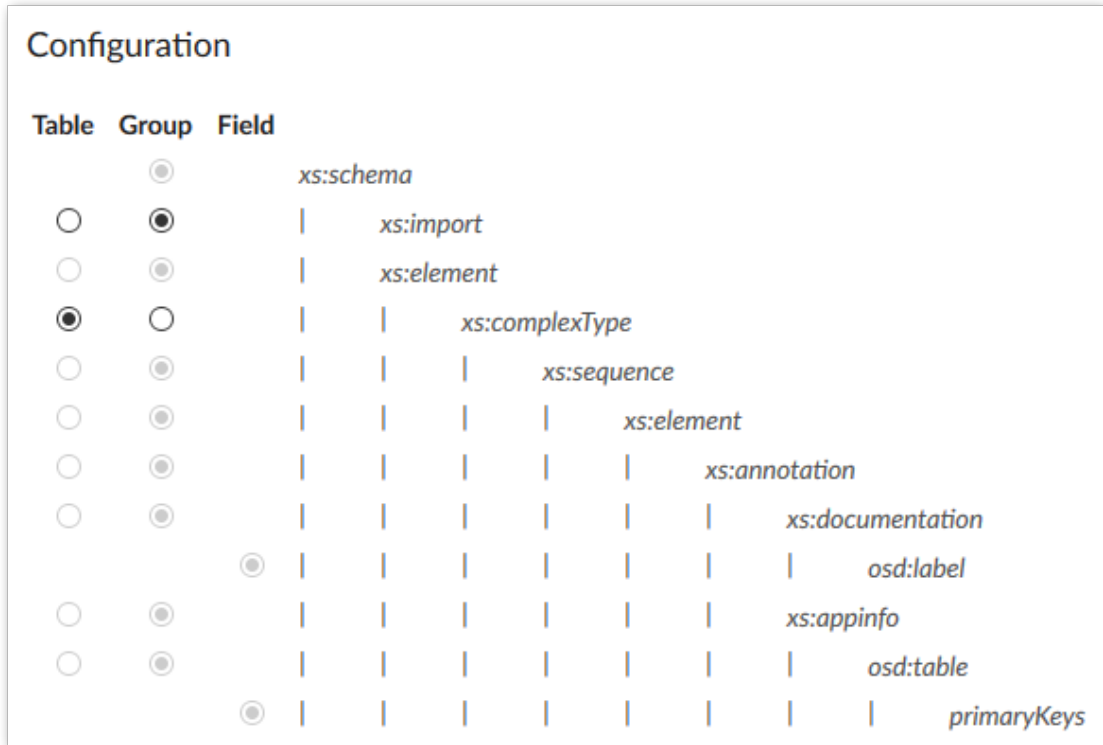 Configuration
Table Group Field
xs:schema
xs:import
xs:element
xs:complexType
xs:sequence
xs:element
xs:annotation
xs:documentation
osd:label
xs:appinfo
osd:table
primaryKeys